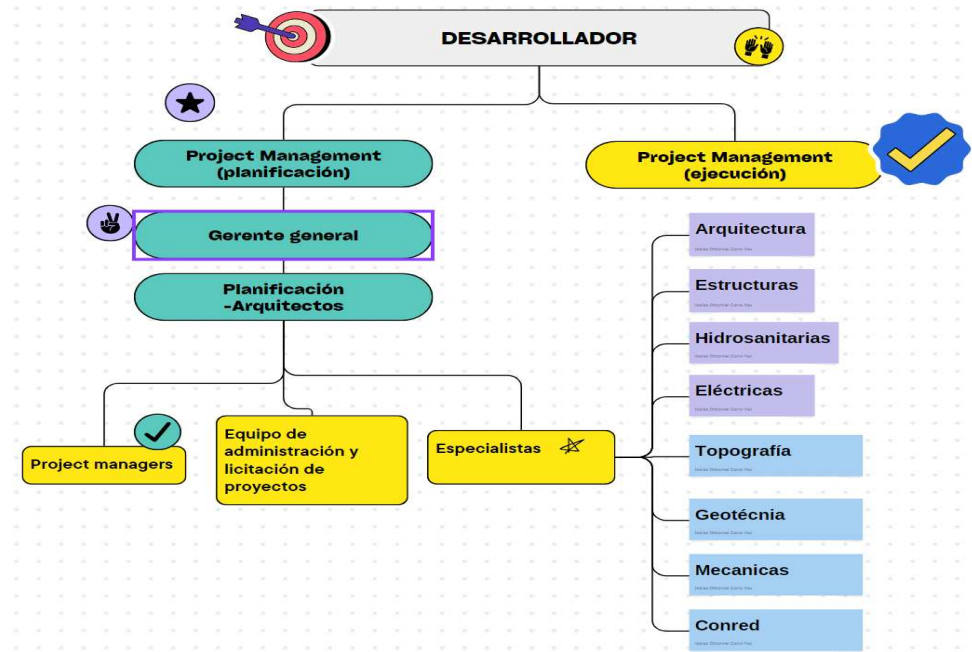 DESARROLLADOR
Project Management
(planificación)
Project Management
(ejecución)
Gerente general
Planificación
-Arquitectos
Project managers
Equipo de
administración y
licitación de
proyectos
Especialistas
Arquitectura
Estructuras
Hidrosanitarias
Eléctricas
Topografía
Geotécnia
Mecanicas
Conred